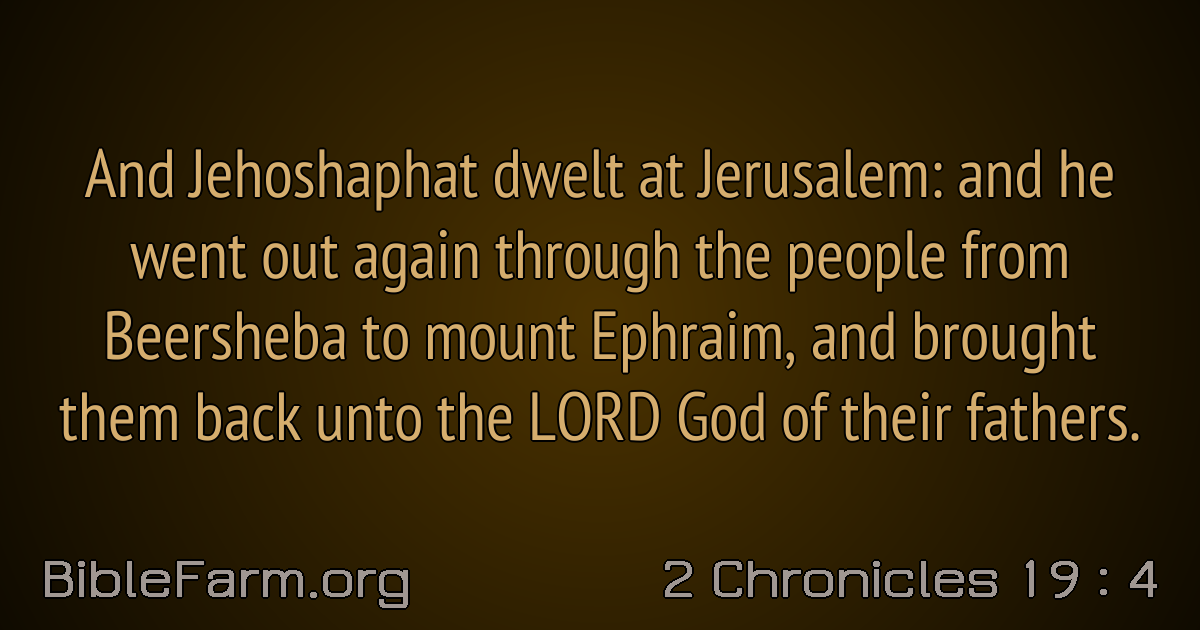 And Jehoshaphat dwelt at Jerusalem: and he
went out again through the people from
Beersheba to mount Ephraim, and brought
them back unto the LORD God of their fathers.
BibleFarm.org
2 Chronicles 19 : 4